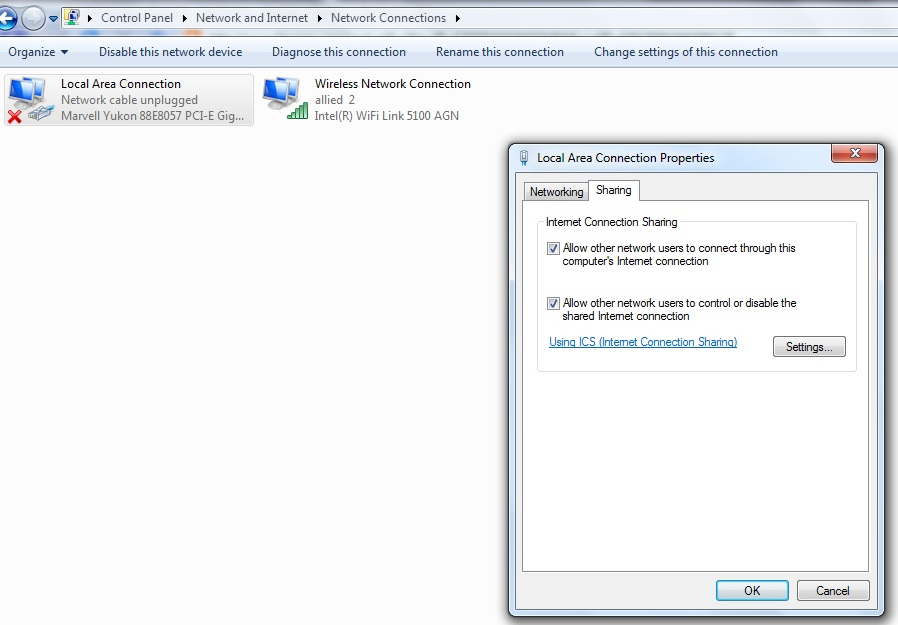 Control Panel Network and Internet Network Connections
Organize Disable this network device Diagnose this connection Rename this connection Change settings of this connection
Local Area Connection
Network cable unplugged
Marvell Yukon 88E8057 PCI-E Gig...
Wireless Network Connection
allied 2
Intel(R) WiFi Link 5100 AGN
Local Area Connection Properties
Networking Sharing
Internet Connection Sharing
Allow other network users to connect through this
computer's Internet connection
Allow other network users to control or disable the
shared Internet connection
Using ICS (Internet Connection Sharing)
Settings...
OK Cancel